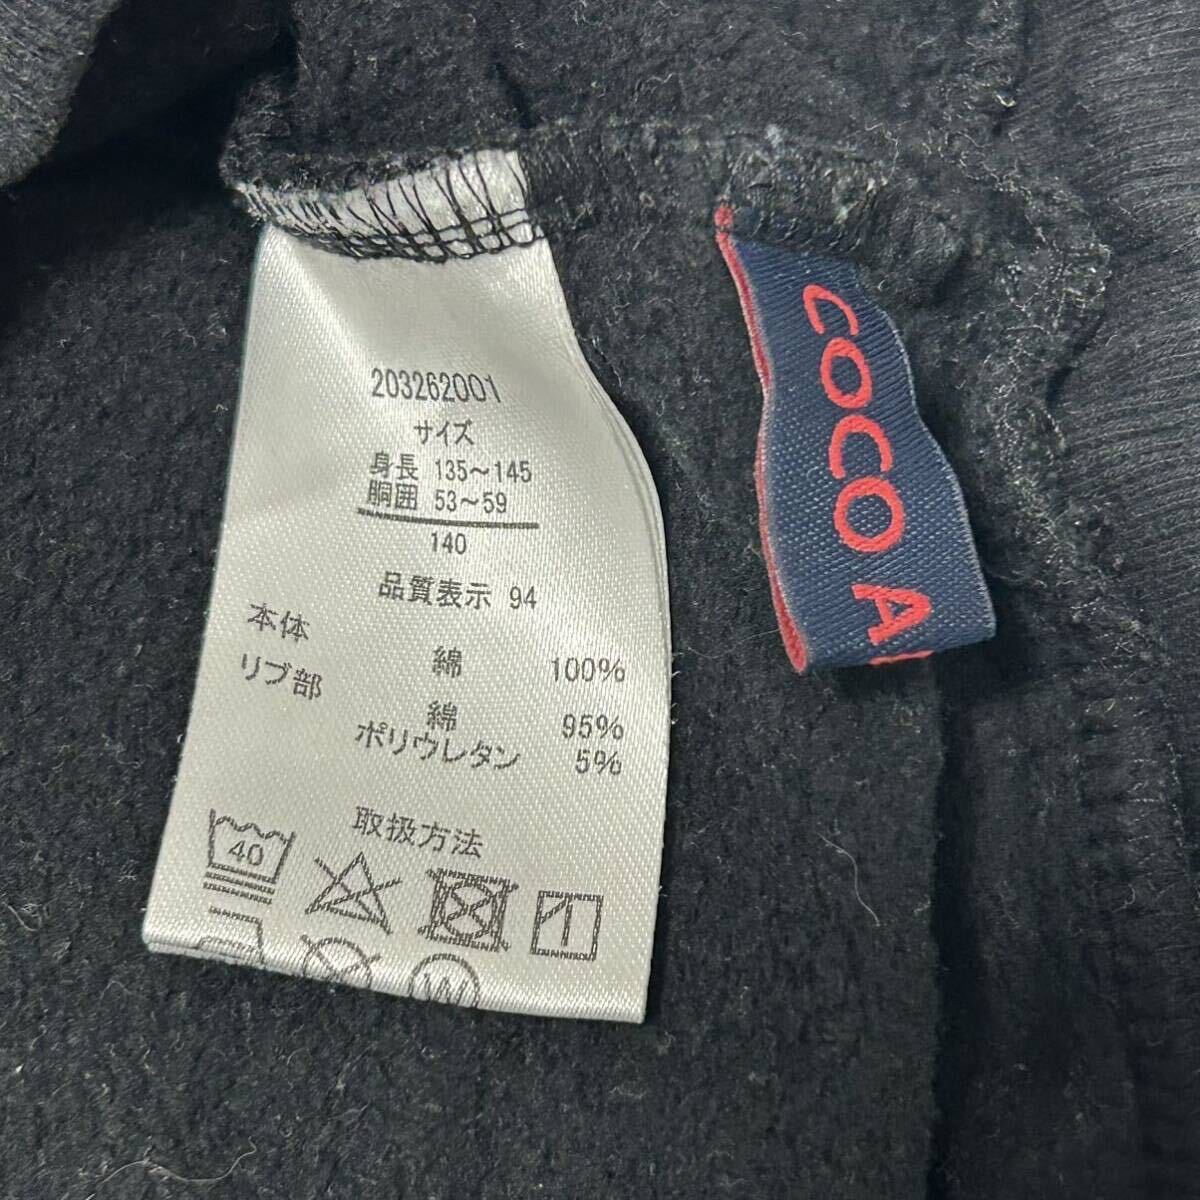 203262001
サイズ
身長 135~145
胴囲 53~59
140
品質表示 94
本体
綿 100%
リブ部
綿 95%
ポリウレタン 5%
取扱方法
40
1
W
COCO A